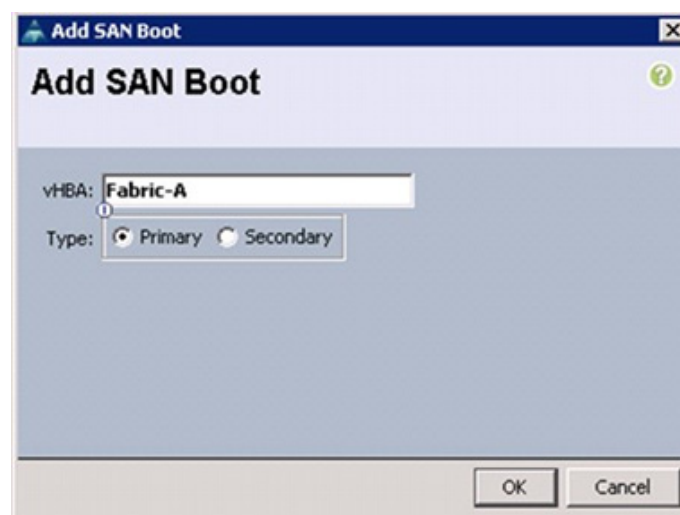 Add SAN Boot
Add SAN Boot
vHBA: Fabric-A
Type: Primary Secondary
OK Cancel